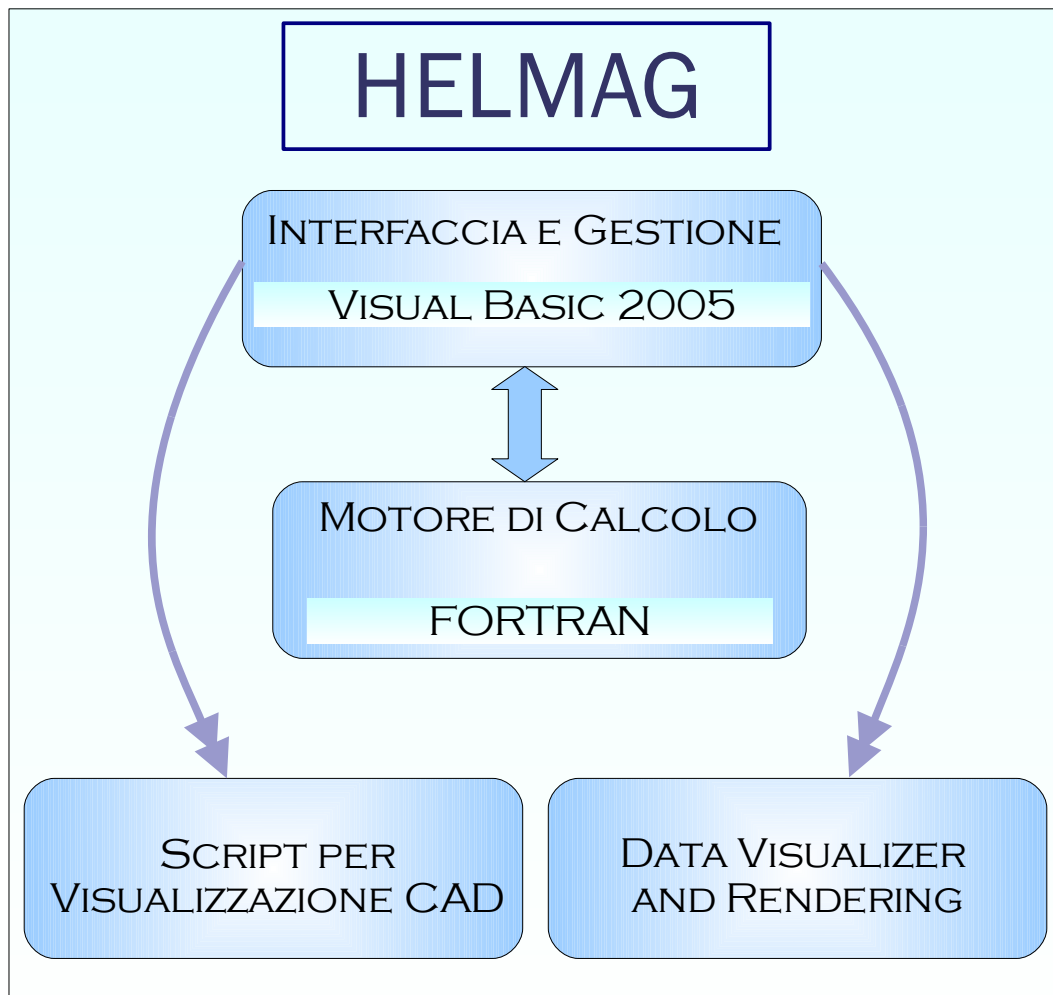 HELMAG
Interfaccia e Gestione
Visual Basic 2005
Motore di Calcolo
FORTRAN
Script per
Visualizzazione CAD
Data Visualizer
and Rendering